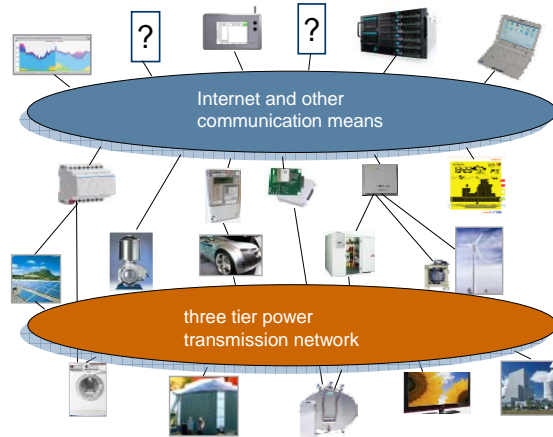 ?
?
Internet and other
communication means
three tier power
transmission network